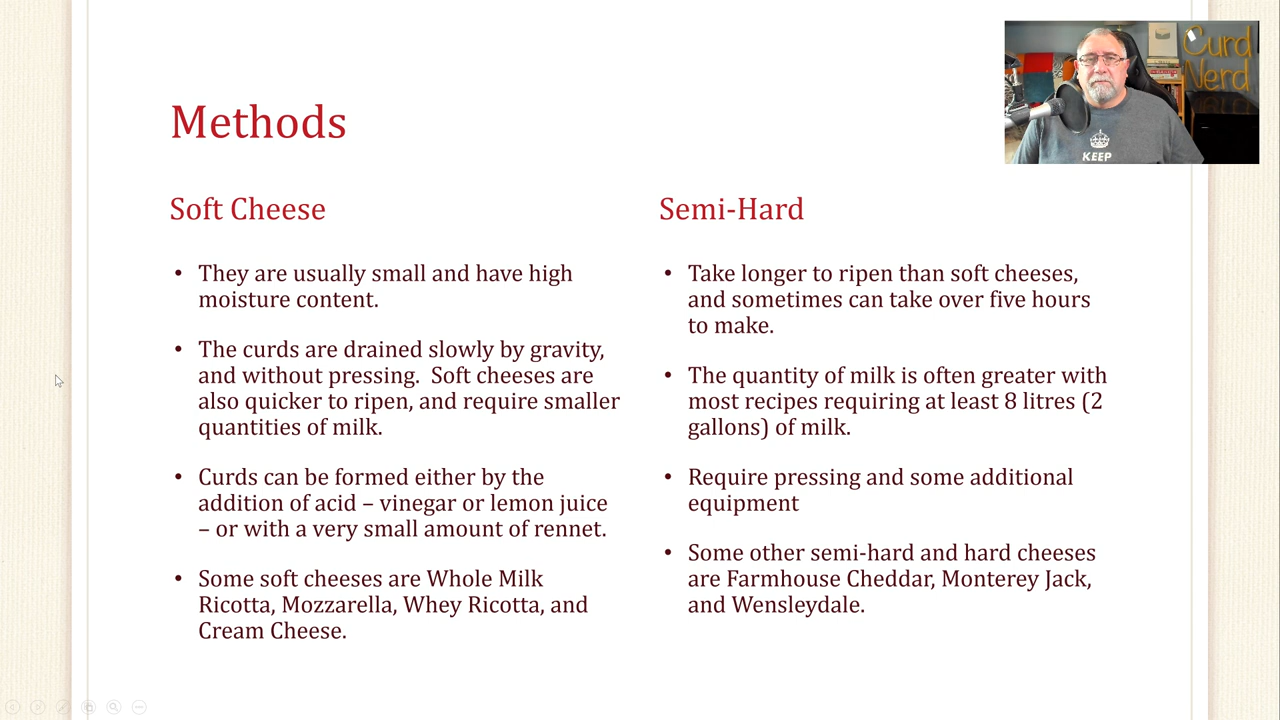 Methods
Soft Cheese
• They are usually small and have high
moisture content.
• The curds are drained slowly by gravity,
and without pressing.  Soft cheeses are
also quicker to ripen, and require smaller
quantities of milk.
• Curds can be formed either by the
addition of acid – vinegar or lemon juice
– or with a very small amount of rennet.
• Some soft cheeses are Whole Milk
Ricotta, Mozzarella, Whey Ricotta, and
Cream Cheese.
Semi-Hard
• Take longer to ripen than soft cheeses,
and sometimes can take over five hours
to make.
• The quantity of milk is often greater with
most recipes requiring at least 8 litres (2
gallons) of milk.
• Require pressing and some additional
equipment
• Some other semi-hard and hard cheeses
are Farmhouse Cheddar, Monterey Jack,
and Wensleydale.
Curd
Nerd
KEEP